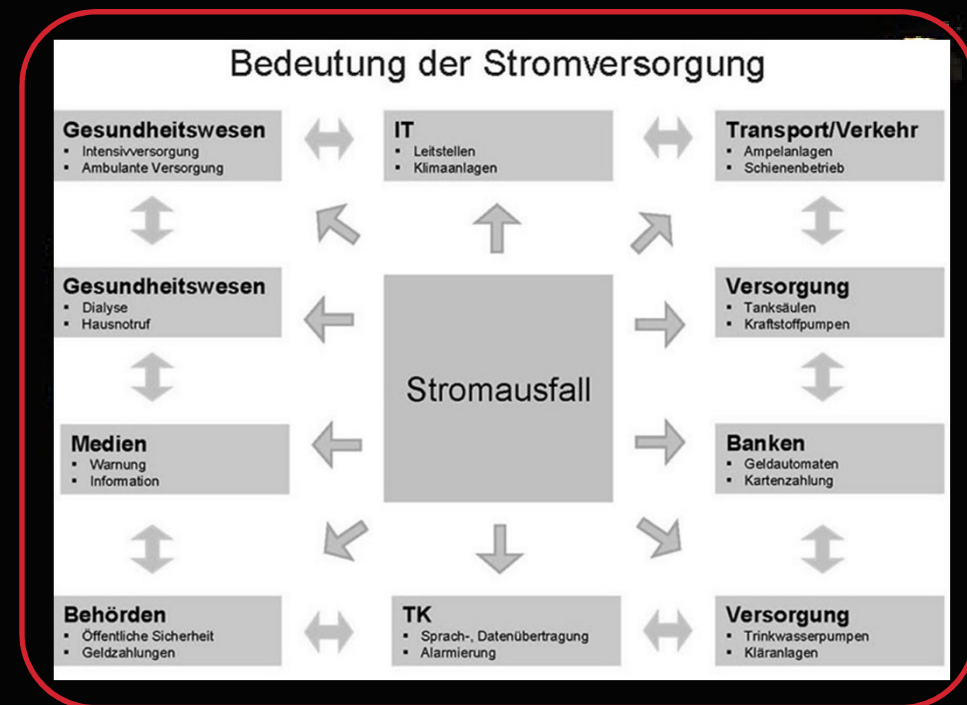 Bedeutung der Stromversorgung
Gesundheitswesen
▪ Intensivversorgung
▪ Ambulante Versorgung
IT
▪ Leitstellen
▪ Klimaanlagen
Transport/Verkehr
▪ Ampelanlagen
▪ Schienenbetrieb
Gesundheitswesen
▪ Dialyse
▪ Hausnotruf
Stromausfall
Versorgung
▪ Tanksäulen
▪ Kraftstoffpumpen
Medien
▪ Warnung
▪ Information
Banken
▪ Geldautomaten
▪ Kartenzahlung
Behörden
▪ Öffentliche Sicherheit
▪ Geldzahlungen
TK
▪ Sprach-, Datenübertragung
▪ Alarmierung
Versorgung
▪ Trinkwasserpumpen
▪ Kläranlagen